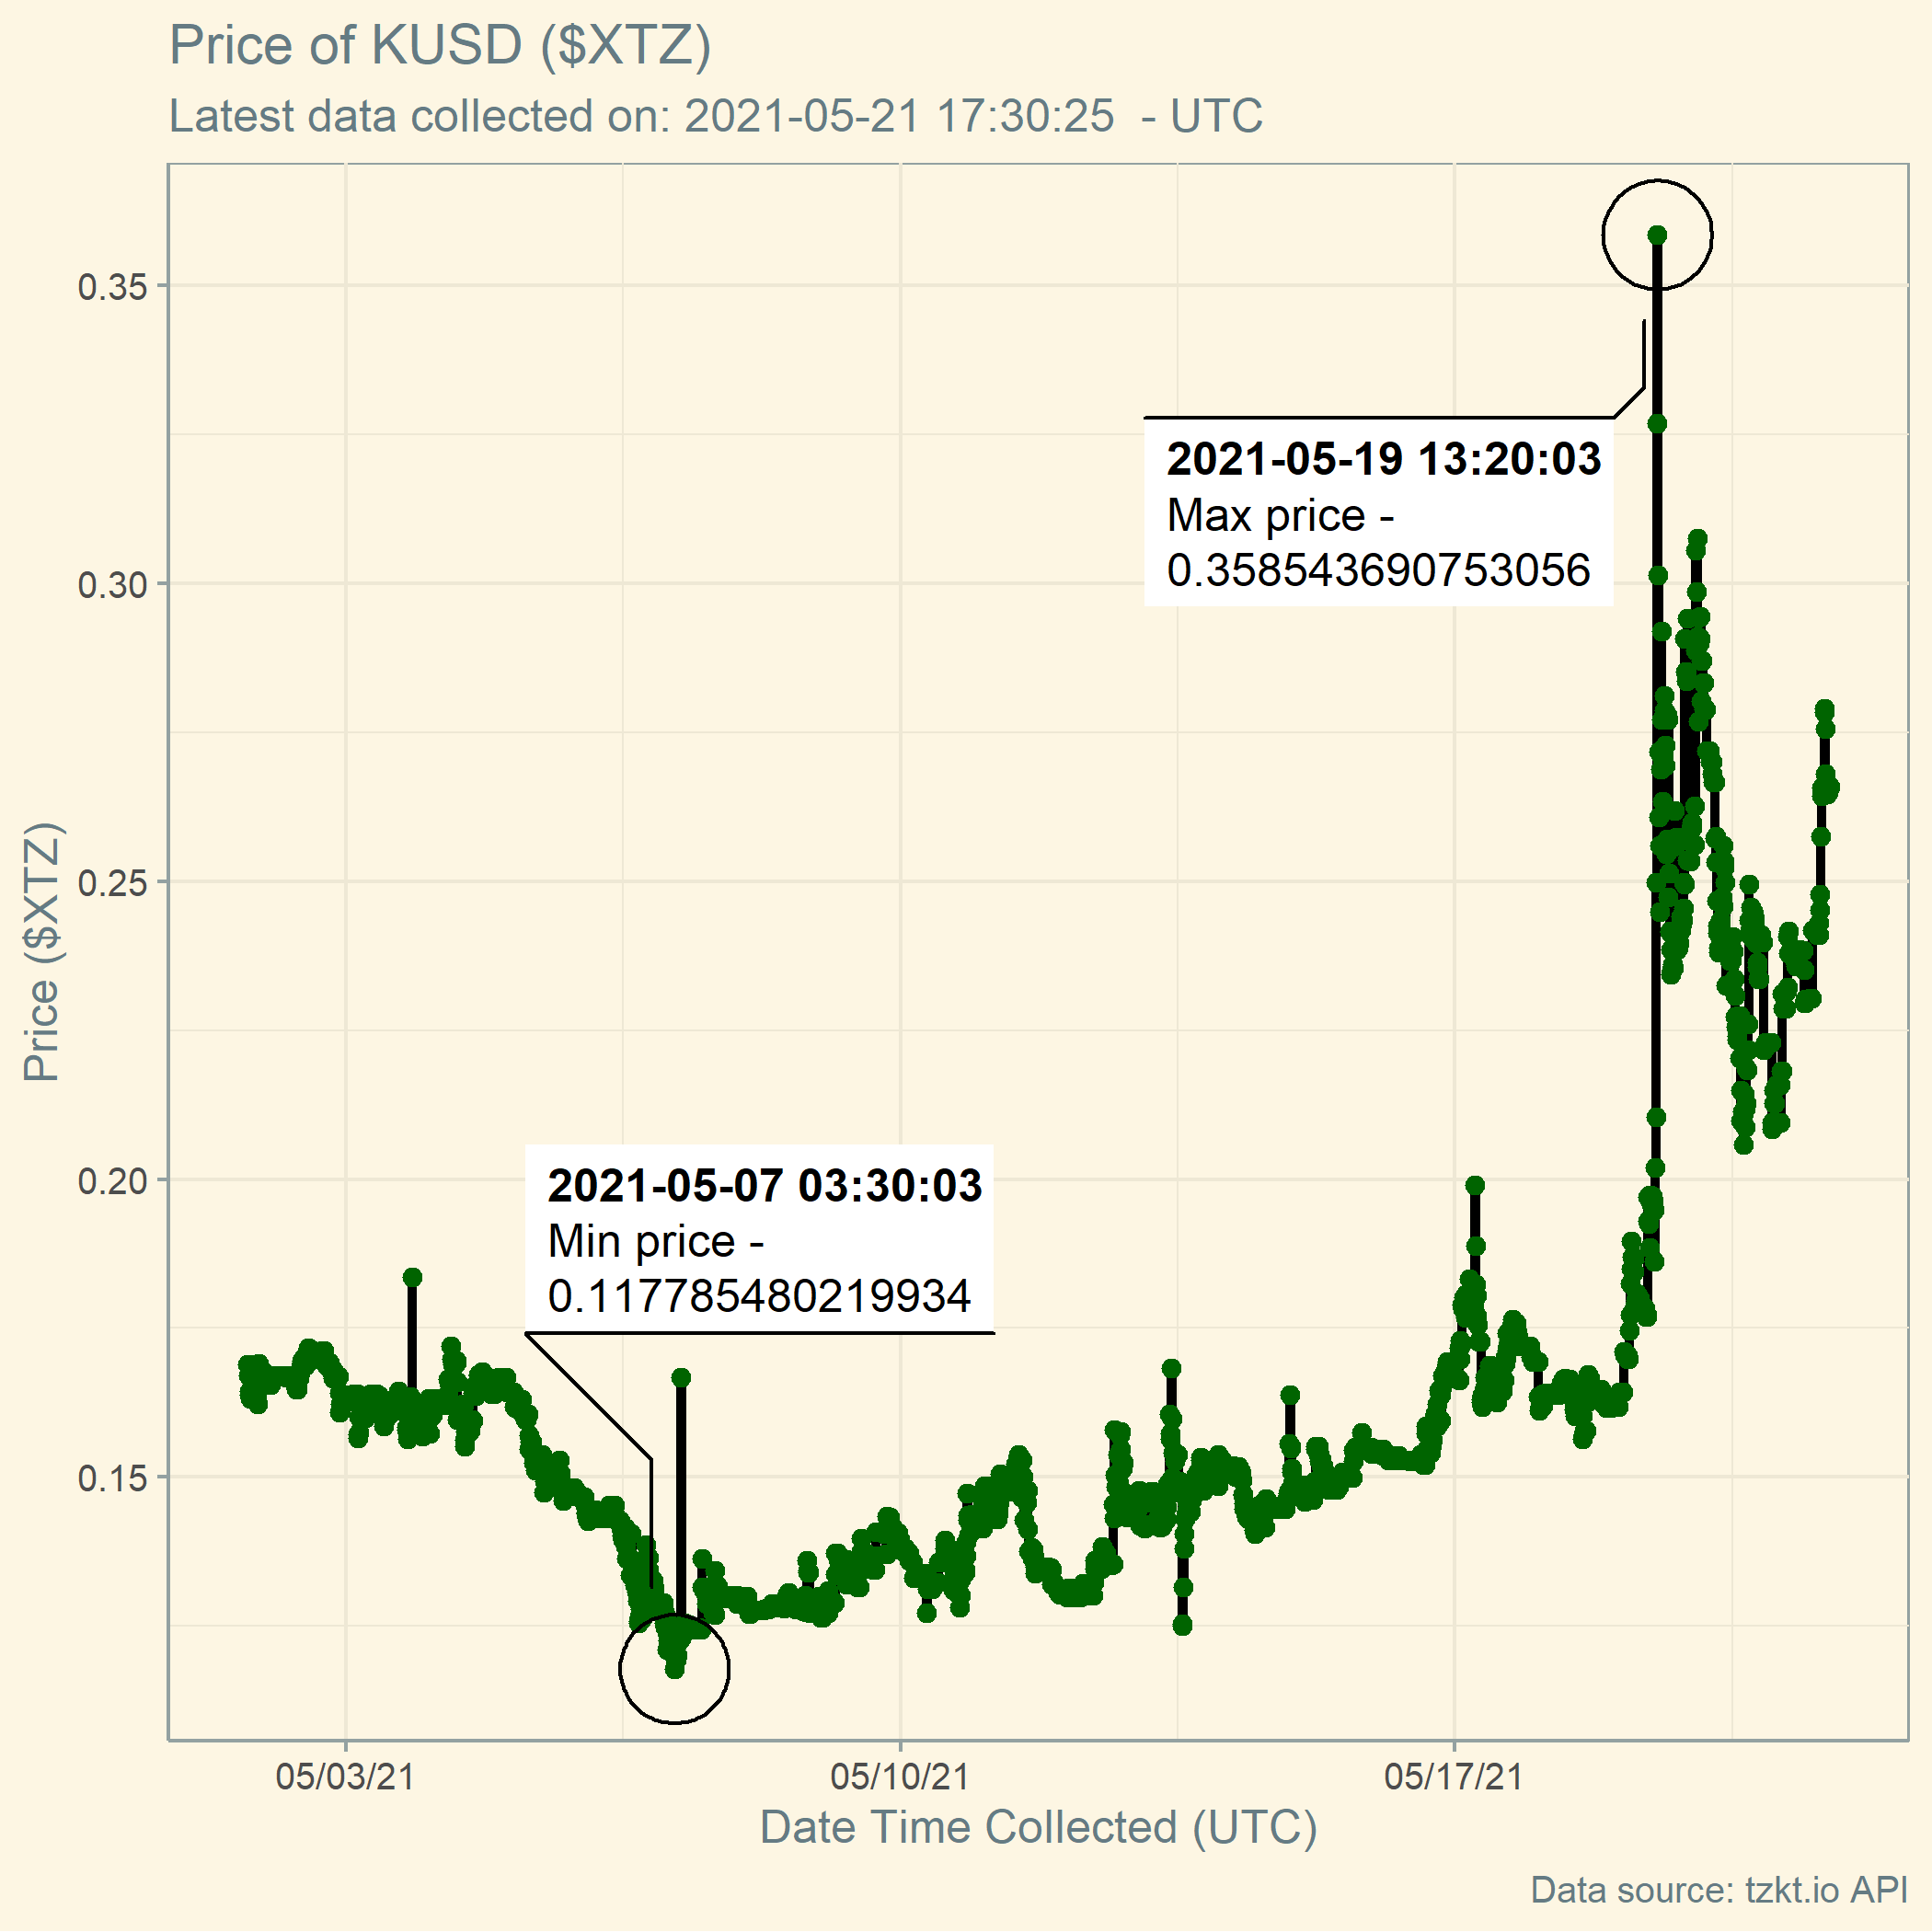 Price of KUSD ($XTZ)
Latest data collected on: 2021-05-21 17:30:25  - UTC
Price ($XTZ)
0.35
0.30
0.25
0.20
0.15
2021-05-19 13:20:03
Max price -
0.358543690753056
2021-05-07 03:30:03
Min price -
0.117785480219934
05/03/21
05/10/21
05/17/21
Date Time Collected (UTC)
Data source: tzkt.io API